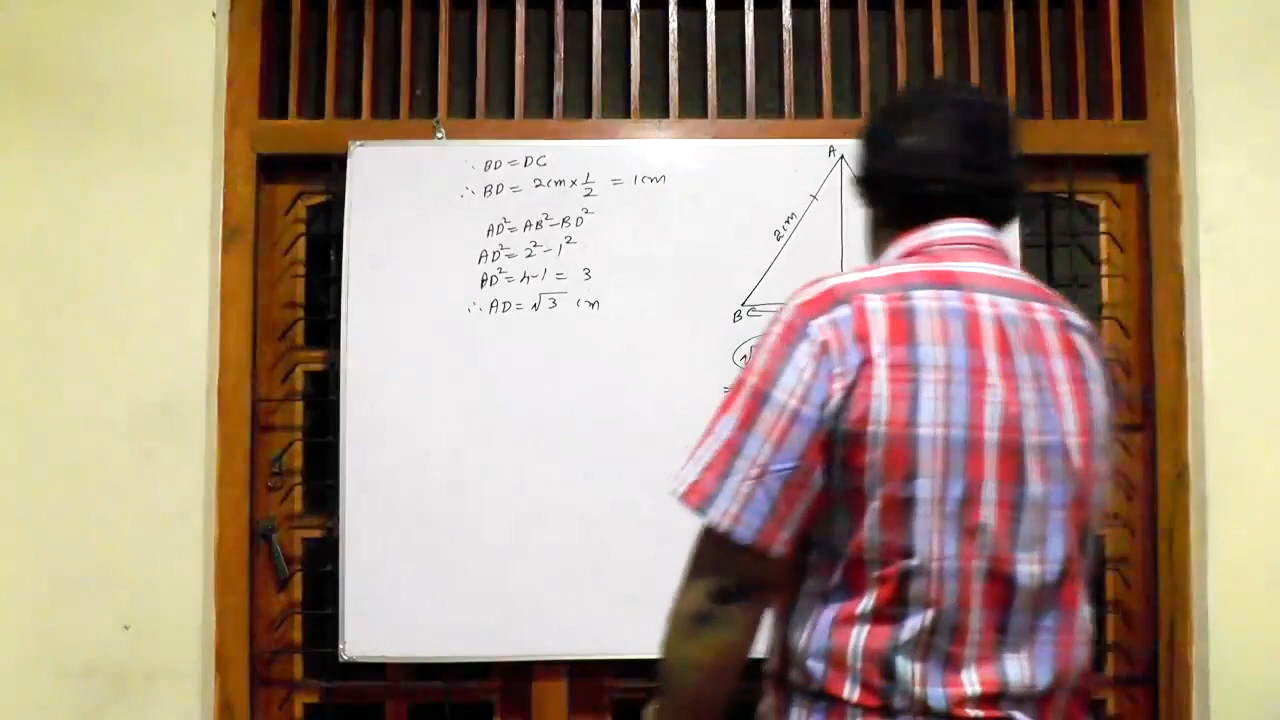 ∴ BD = DC
∴ BD = 2cm × 1/2 = 1cm
AD² = AB² - BD²
AD² = 2² - 1²
AD² = 4-1 = 3
∴ AD = √3 cm
A
2cm
B